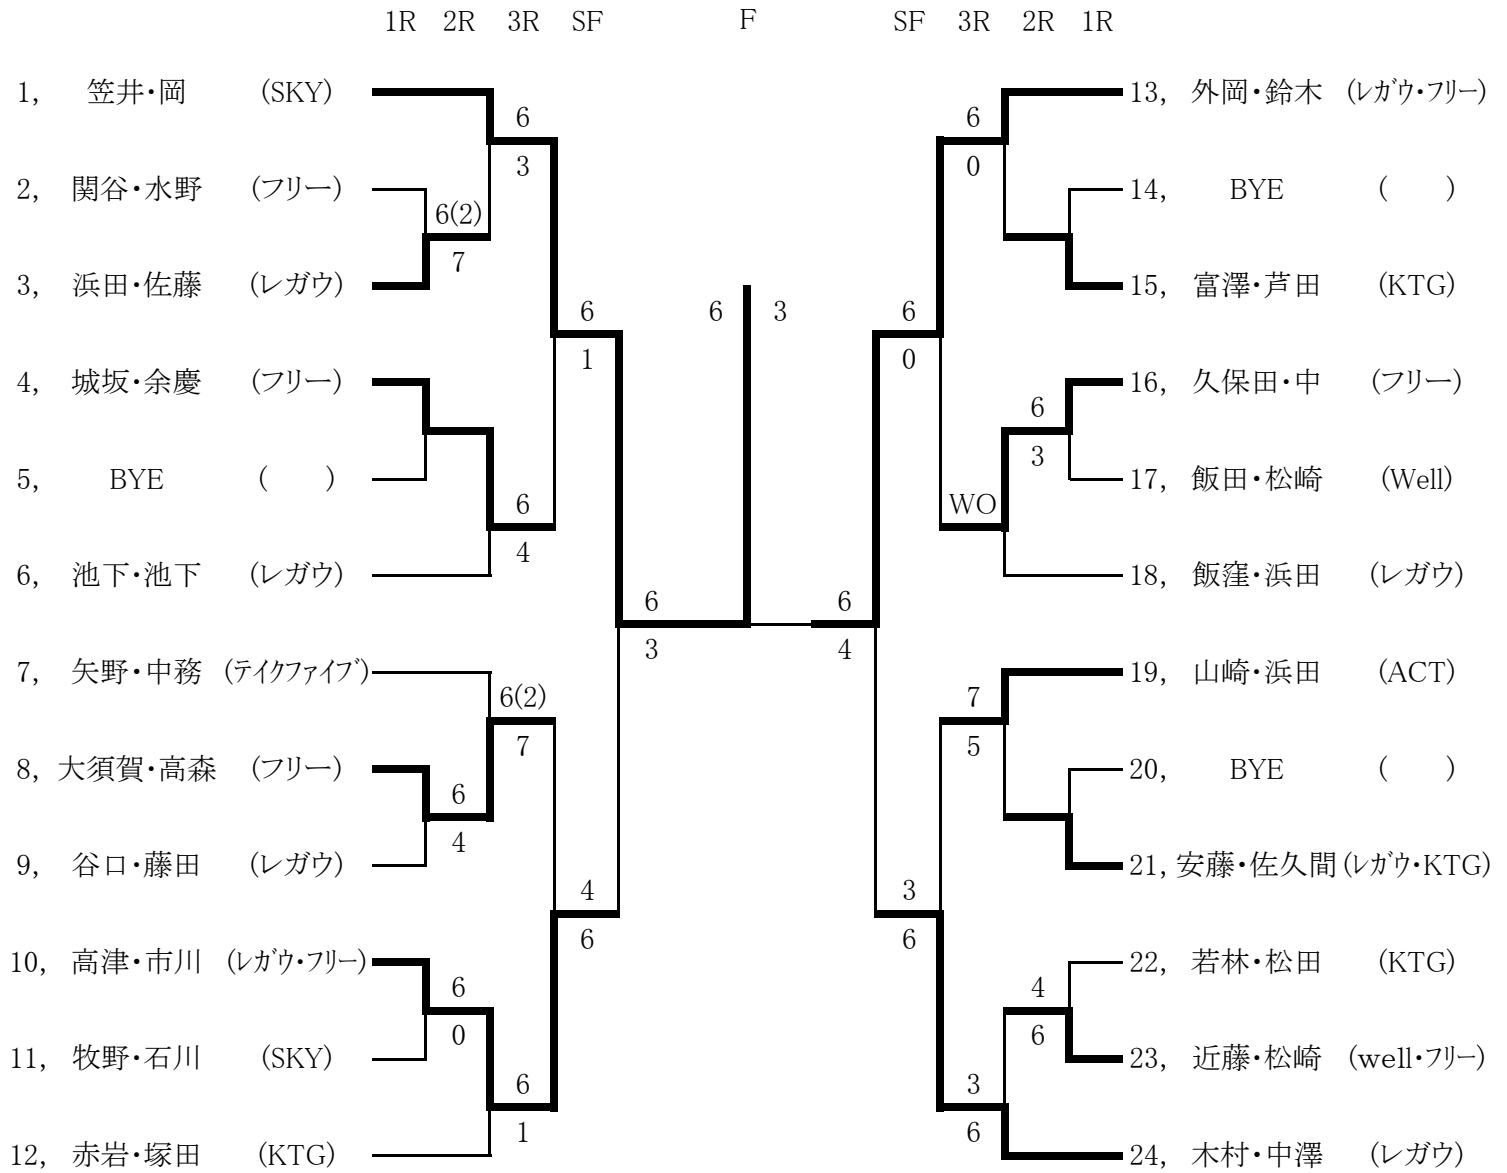 1R 2R 3R SF F SF 3R 2R 1R
1, 笠井・岡 (SKY) 13, 外岡・鈴木 (ﾚｶﾞｳ・ﾌﾘｰ)
6 6
3 0
2, 関谷・水野 (フリー) 14, BYE ( )
6(2)
7
3, 浜田・佐藤 (レガウ) 15, 富澤・芦田 (KTG)
6 6 3 6
1 0
4, 城坂・余慶 (フリー) 16, 久保田・中 (フリー)
6
3
5, BYE ( ) 17, 飯田・松崎 (Well)
6 WO
4
6, 池下・池下 (レガウ) 18, 飯窪・浜田 (レガウ)
6 6
3 4
7, 矢野・中務 (ﾃｲｸﾌｧｲﾌﾞ) 19, 山崎・浜田 (ACT)
6(2) 7
7 5
8, 大須賀・高森 (フリー) 20, BYE ( )
6
4
9, 谷口・藤田 (レガウ) 21, 安藤・佐久間 (ﾚｶﾞｳ・KTG)
4 3
6 6
10, 高津・市川 (ﾚｶﾞｳ・ﾌﾘｰ) 22, 若林・松田 (KTG)
6 4
0 6
11, 牧野・石川 (SKY) 23, 近藤・松崎 (well・ﾌﾘｰ)
6 3
1 6
12, 赤岩・塚田 (KTG) 24, 木村・中澤 (レガウ)